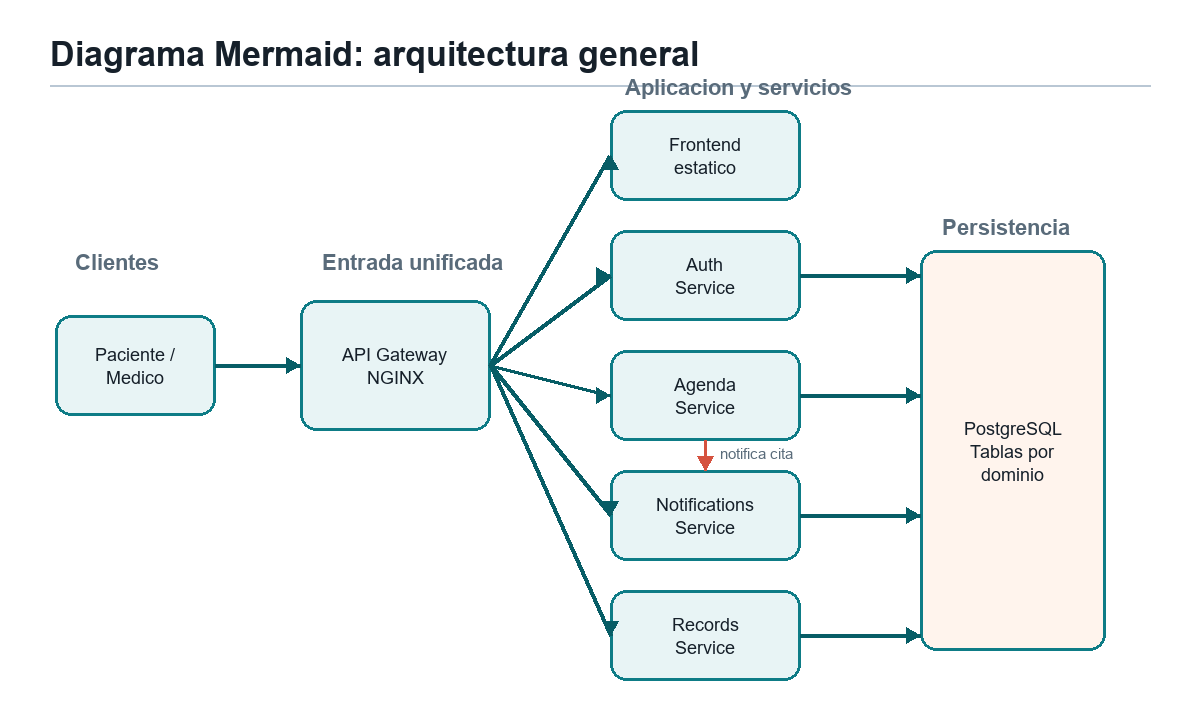 Diagrama Mermaid: arquitectura general
Aplicacion y servicios
Frontend
estatico
Persistencia
Clientes
Entrada unificada
Auth
Service
Paciente /
Medico
API Gateway
NGINX
Agenda
Service
notifica cita
PostgreSQL
Tablas por
dominio
Notifications
Service
Records
Service